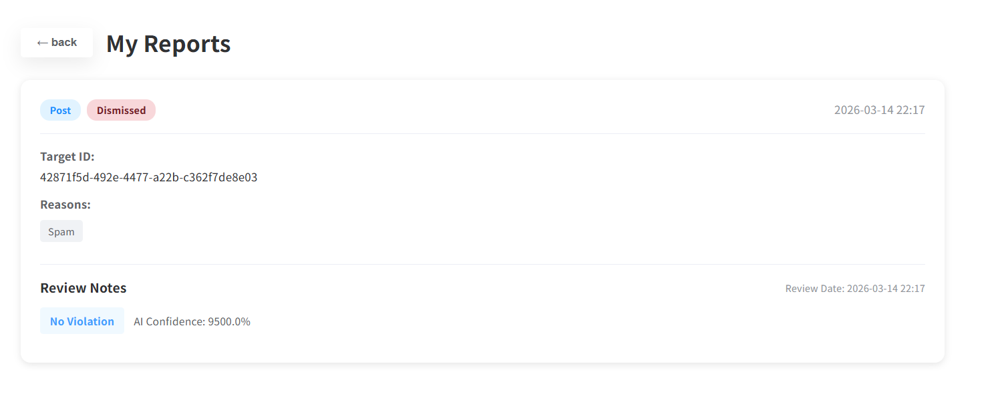 ← back
My Reports
Post
Dismissed
2026-03-14 22:17
Target ID:
42871f5d-492e-4477-a22b-c362f7de8e03
Reasons:
Spam
Review Notes
Review Date: 2026-03-14 22:17
No Violation
AI Confidence: 9500.0%